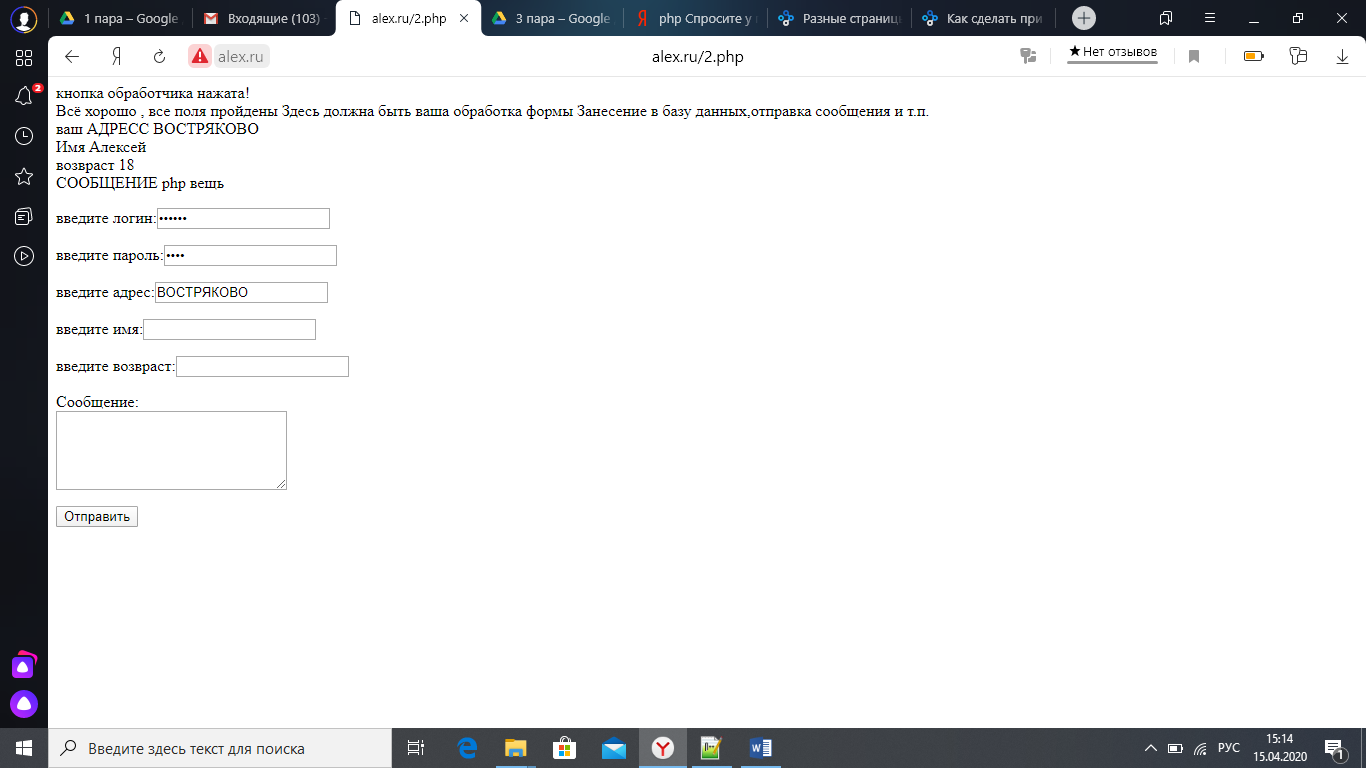 1 пара – Google
Входящие (103)
alex.ru/2.php
3 пара – Google
php Спросите у
Разные страниц
Как сделать при
2
alex.ru
alex.ru/2.php
★Нет отзывов
кнопка обработчика нажата!
Всё хорошо , все поля пройдены Здесь должна быть ваша обработка формы Занесение в базу данных,отправка сообщения и т.п.
ваш АДРЕСС ВОСТРЯКОВО
Имя Алексей
возвраст 18
СООБЩЕНИЕ php вещь
введите логин:••••••
введите пароль:••••
введите адрес:ВОСТРЯКОВО
введите имя:
введите возвраст:
Сообщение:
Отправить
Введите здесь текст для поиска
РУС
15:14
15.04.2020
1